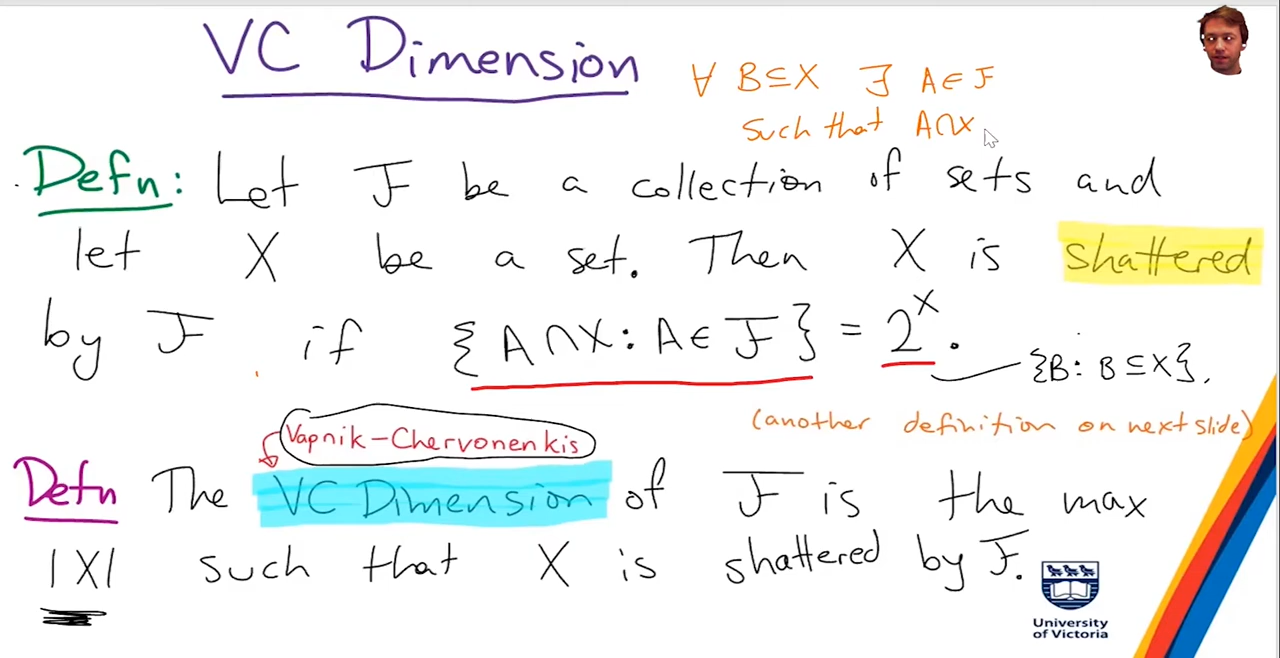 VC Dimension
∀ B⊆X ∃ A∈F
such that A∩X
Defn: Let F be a collection of sets and
let X be a set. Then X is shattered
by F if {A∩X : A∈F} = 2^X.
{B: B⊆X}.
(another definition on next slide)
Vapnik-Chervonenkis
Defn The VC Dimension of F is the max
|X| such that X is shattered by F.
University
of Victoria